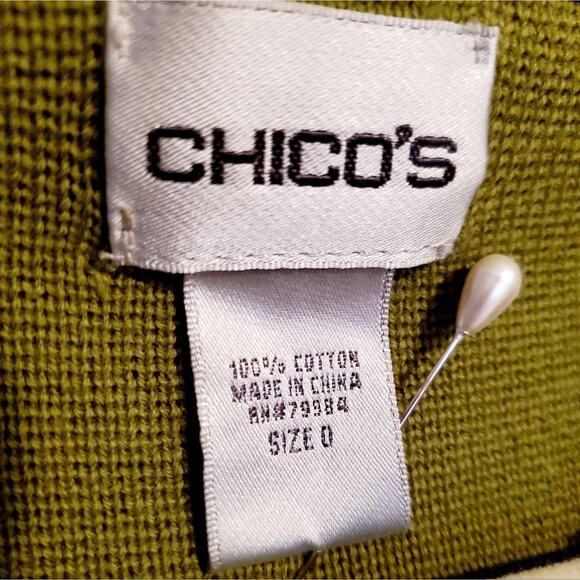 CHICO'S
100% COTTON
MADE IN CHINA
RN#79984
SIZE 0